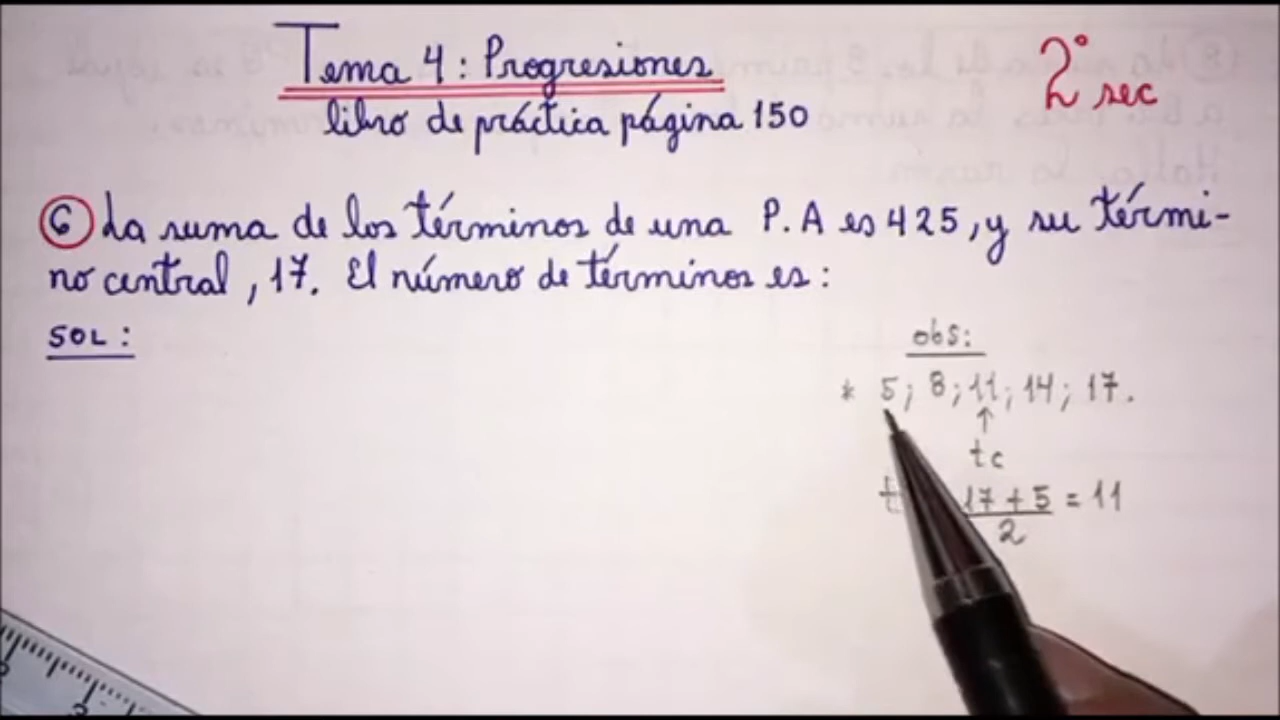 Tema 4 : Progresiones
2° sec
libro de práctica página 150
6 La suma de los términos de una P.A es 425, y su térmi-
no central, 17. El número de términos es :
SOL :
obs:
* 5; 8; 11; 14; 17.
↑
tc
17 + 5 = 11
2